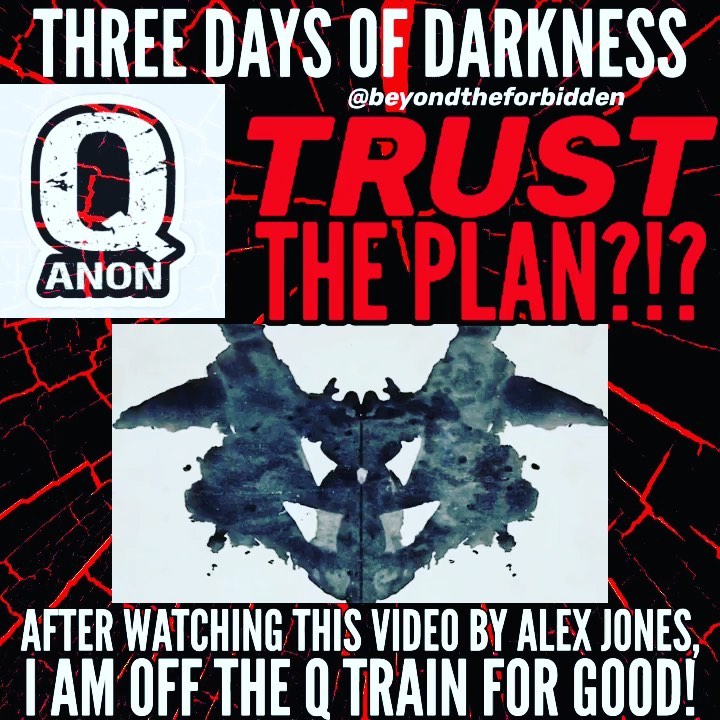 THREE DAYS OF DARKNESS
@beyondtheforbidden
Q
ANON
TRUST
THE PLAN?!?
AFTER WATCHING THIS VIDEO BY ALEX JONES,
I AM OFF THE Q TRAIN FOR GOOD!